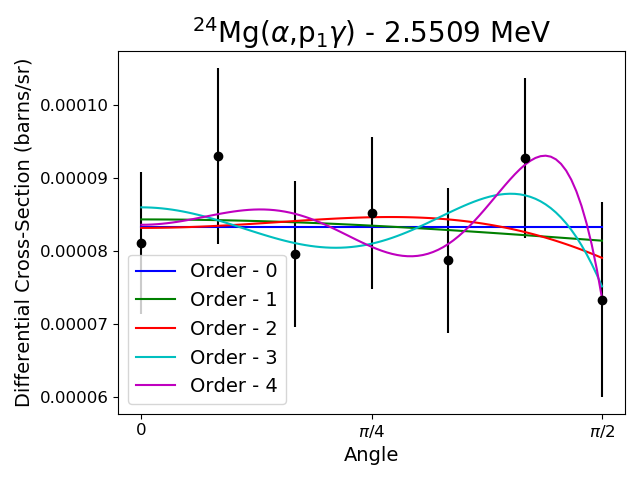 ²⁴Mg(α,p₁γ) - 2.5509 MeV
Differential Cross-Section (barns/sr)
0.00010
0.00009
0.00008
0.00007
0.00006
Order - 0
Order - 1
Order - 2
Order - 3
Order - 4
0
π/4
π/2
Angle